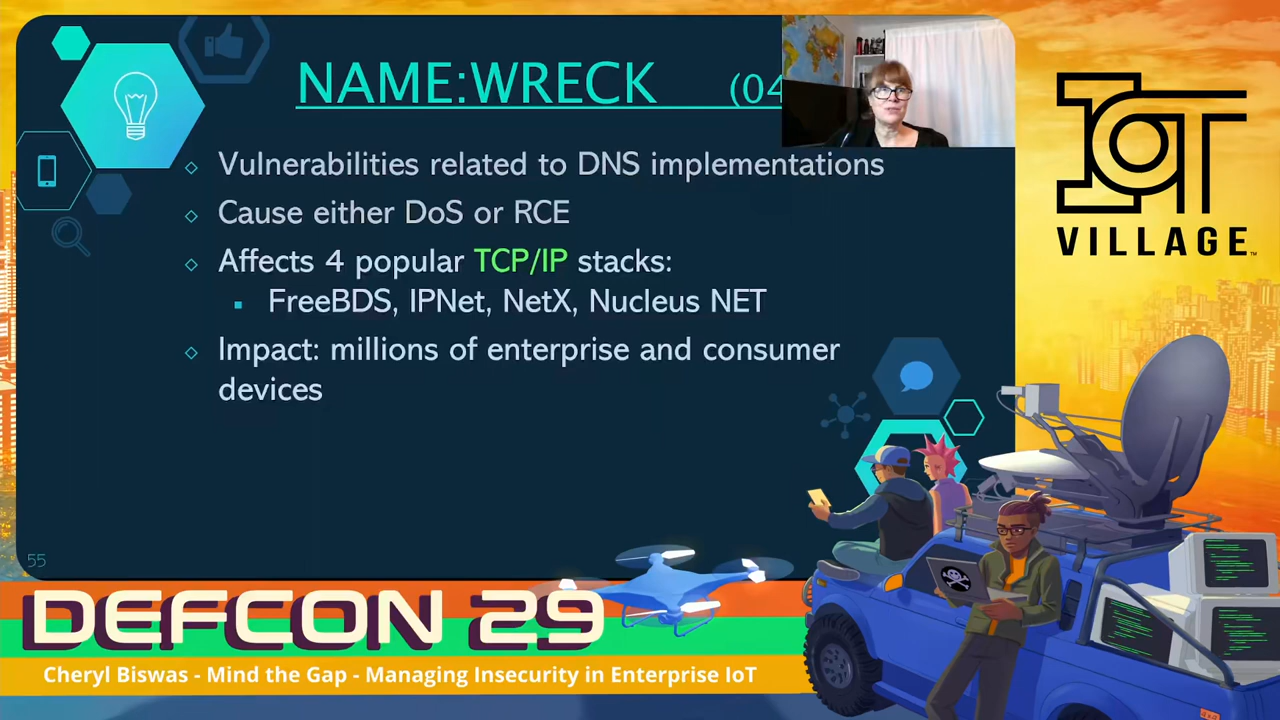 NAME:WRECK (04
Vulnerabilities related to DNS implementations
Cause either DoS or RCE
Affects 4 popular TCP/IP stacks:
FreeBDS, IPNet, NetX, Nucleus NET
Impact: millions of enterprise and consumer
devices
55
IOT
VILLAGE™
DEFCON 29
Cheryl Biswas - Mind the Gap - Managing Insecurity in Enterprise IoT